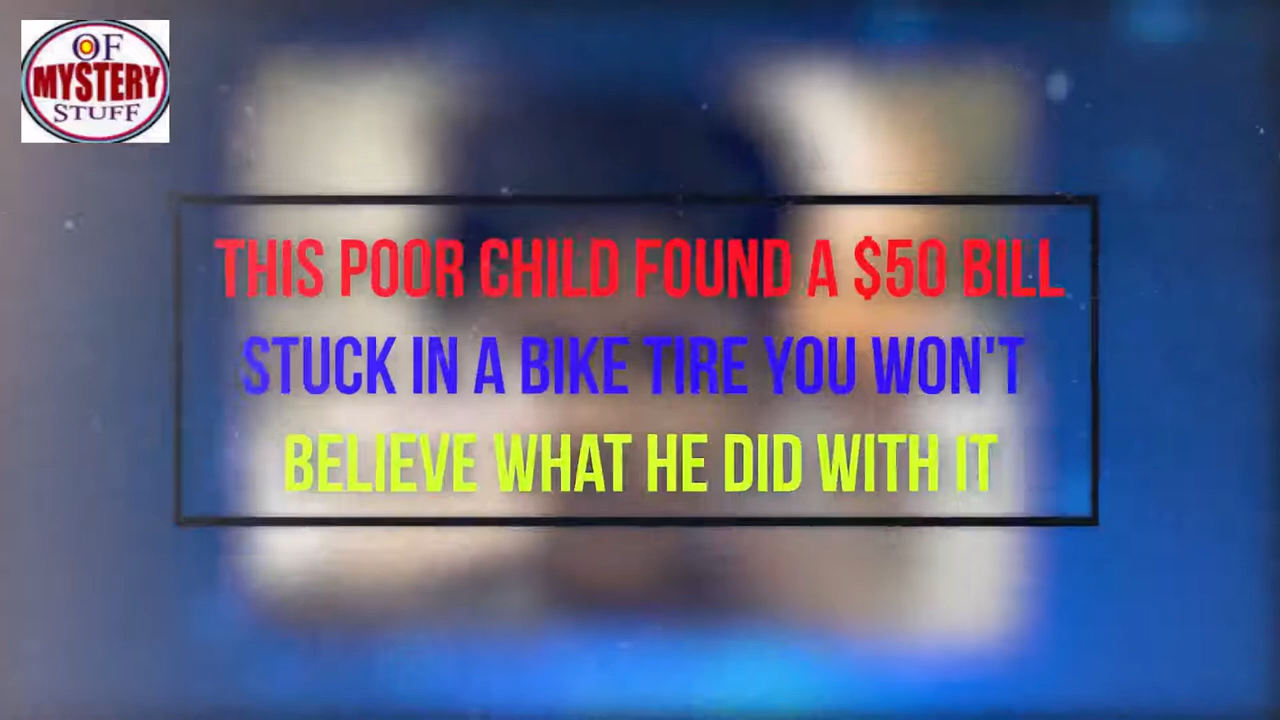 OF
MYSTERY
STUFF
THIS POOR CHILD FOUND A $50 BILL
STUCK IN A BIKE TIRE YOU WON'T
BELIEVE WHAT HE DID WITH IT